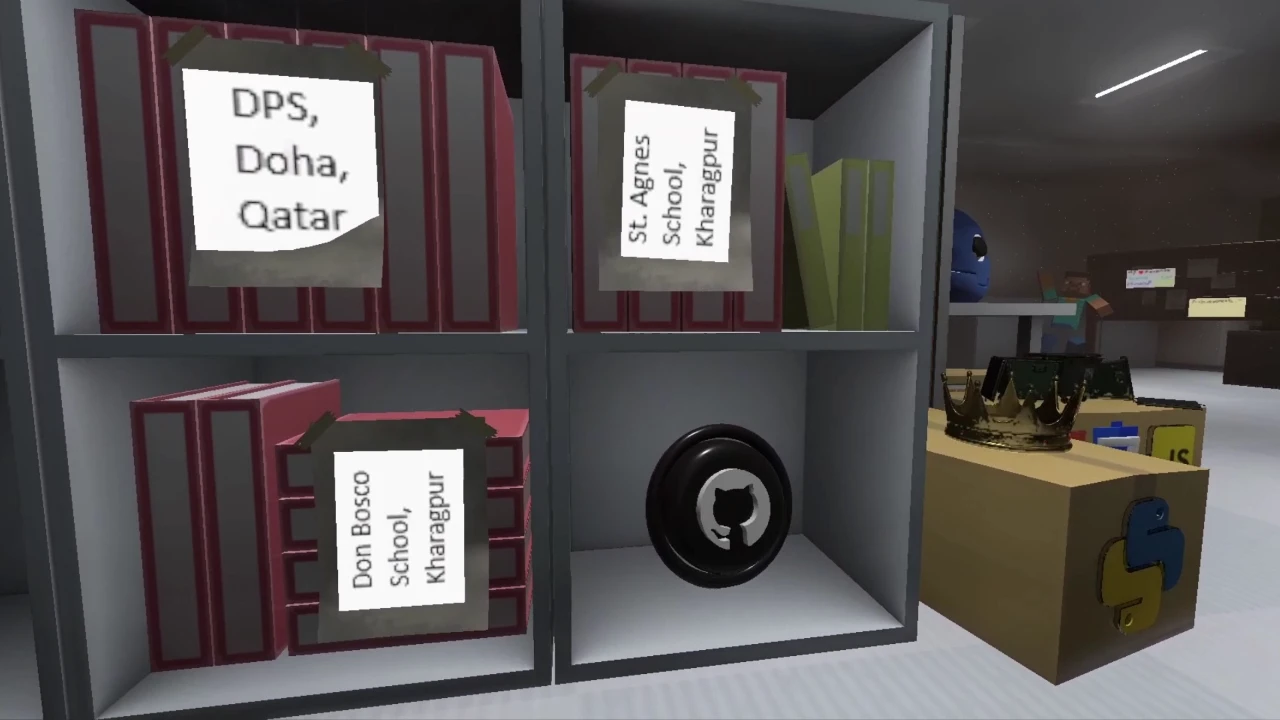 DPS,
Doha,
Qatar
St. Agnes
School,
Kharagpur
Don Bosco
School,
Kharagpur
JS